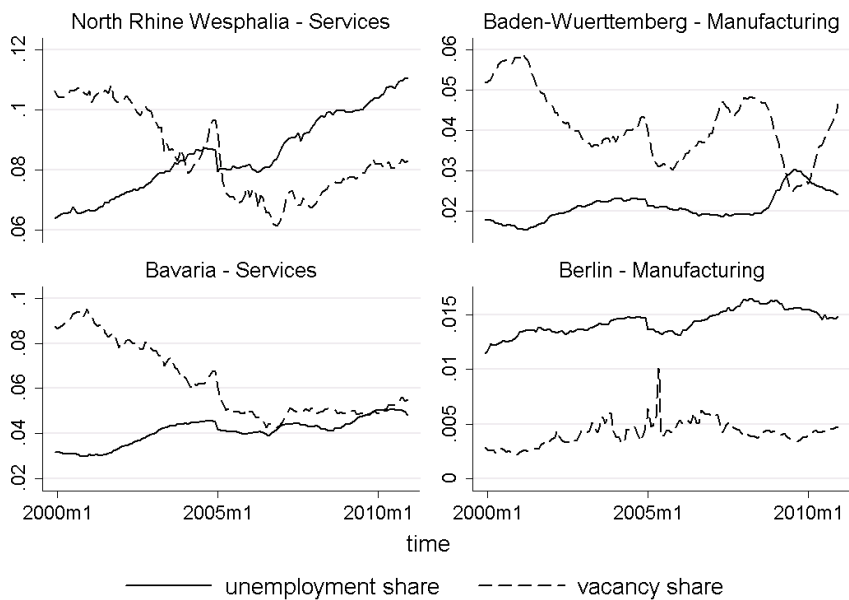 North Rhine Wesphalia - Services
.12
.1
.08
.06
Baden-Wuerttemberg - Manufacturing
.06
.05
.04
.03
.02
Bavaria - Services
.1
.08
.06
.04
.02
2000m1 2005m1 2010m1
Berlin - Manufacturing
.015
.01
.005
0
2000m1 2005m1 2010m1
time
unemployment share vacancy share